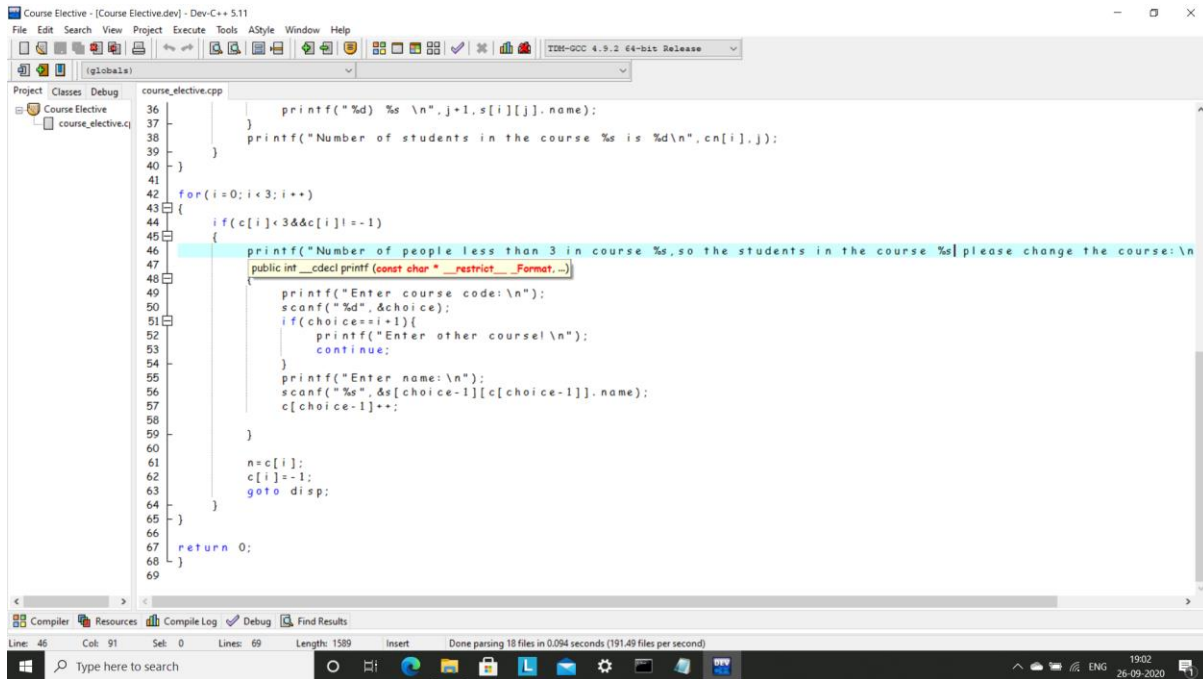 Course Elective - [Course Elective.dev] - Dev-C++ 5.11
File Edit Search View Project Execute Tools AStyle Window Help
TDM-GCC 4.9.2 64-bit Release
(globals)
Project Classes Debug course_elective.cpp
Course Elective
course_elective.c
36 printf("%d) %s \n",j+1,s[i][j].name);
37 }
38 printf("Number of students in the course %s is %d\n",cn[i],j);
39 }
40 }
41
42 for(i=0;i<3;i++)
43 {
44 if(c[i]<3&&c[i]!=-1)
45 {
46 printf("Number of people less than 3 in course %s,so the students in the course %s please change the course:\n
47 public int __cdecl printf (const char * __restrict__ _Format, ...)
48 {
49 printf("Enter course code:\n");
50 scanf("%d",&choice);
51 if(choice==i+1){
52 printf("Enter other course!\n");
53 continue;
54 }
55 printf("Enter name:\n");
56 scanf("%s",&s[choice-1][c[choice-1]].name);
57 c[choice-1]++;
58
59 }
60
61 n=c[i];
62 c[i]=-1;
63 goto disp;
64 }
65 }
66
67 return 0;
68 }
69
Compiler Resources Compile Log Debug Find Results
Line: 46 Col: 91 Sel: 0 Lines: 69 Length: 1589 Insert Done parsing 18 files in 0.094 seconds (191.49 files per second)
Type here to search L DEV ENG 19:02
26-09-2020 1